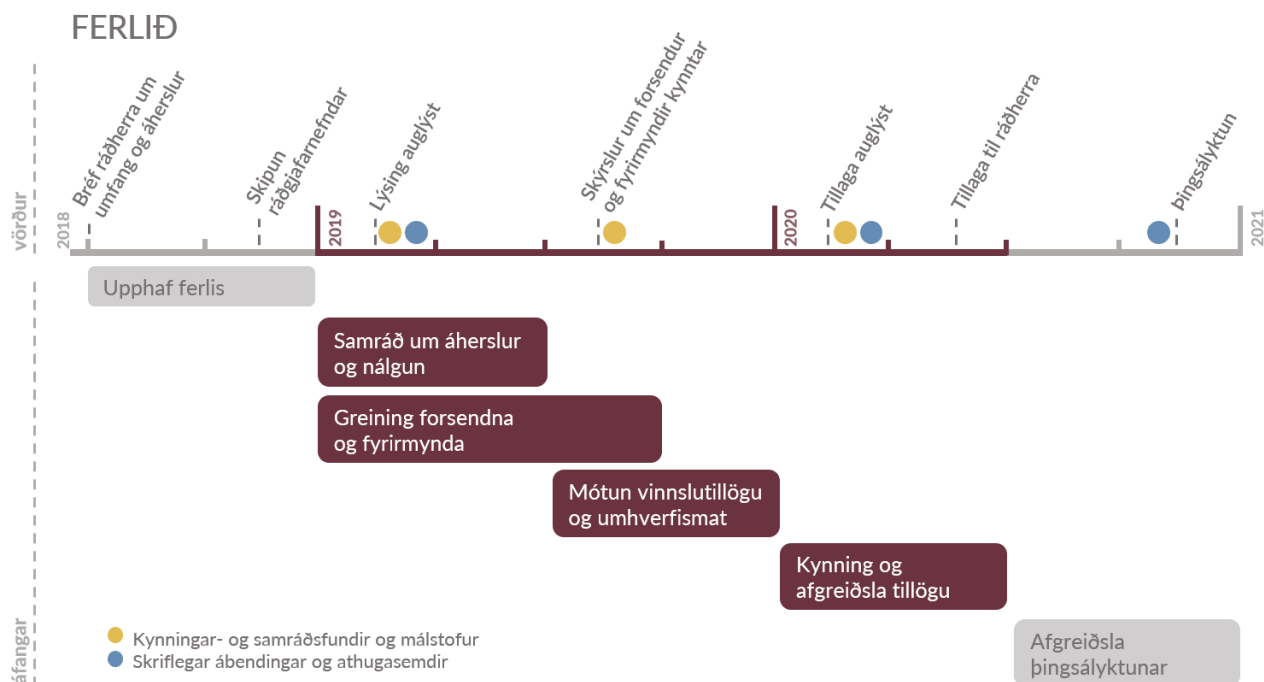 FERLIÐ
vörður
2018
Bréf ráðherra um
umfang og áherslur
Skipun
ráðgjafarnefndar
2019
Lýsing auglýst
Skýrslur um forsendur
og fyrirmyndir kynntar
2020
Tillaga auglýst
Tillaga til ráðherra
Þingsályktun
2021
Upphaf ferlis
Samráð um áherslur
og nálgun
Greining forsendna
og fyrirmynda
Mótun vinnslutillögu
og umhverfismat
Kynning og
afgreiðsla tillögu
Afgreiðsla
þingsályktunar
áfangar
Kynningar- og samráðsfundir og málstofur
Skriflegar ábendingar og athugasemdir